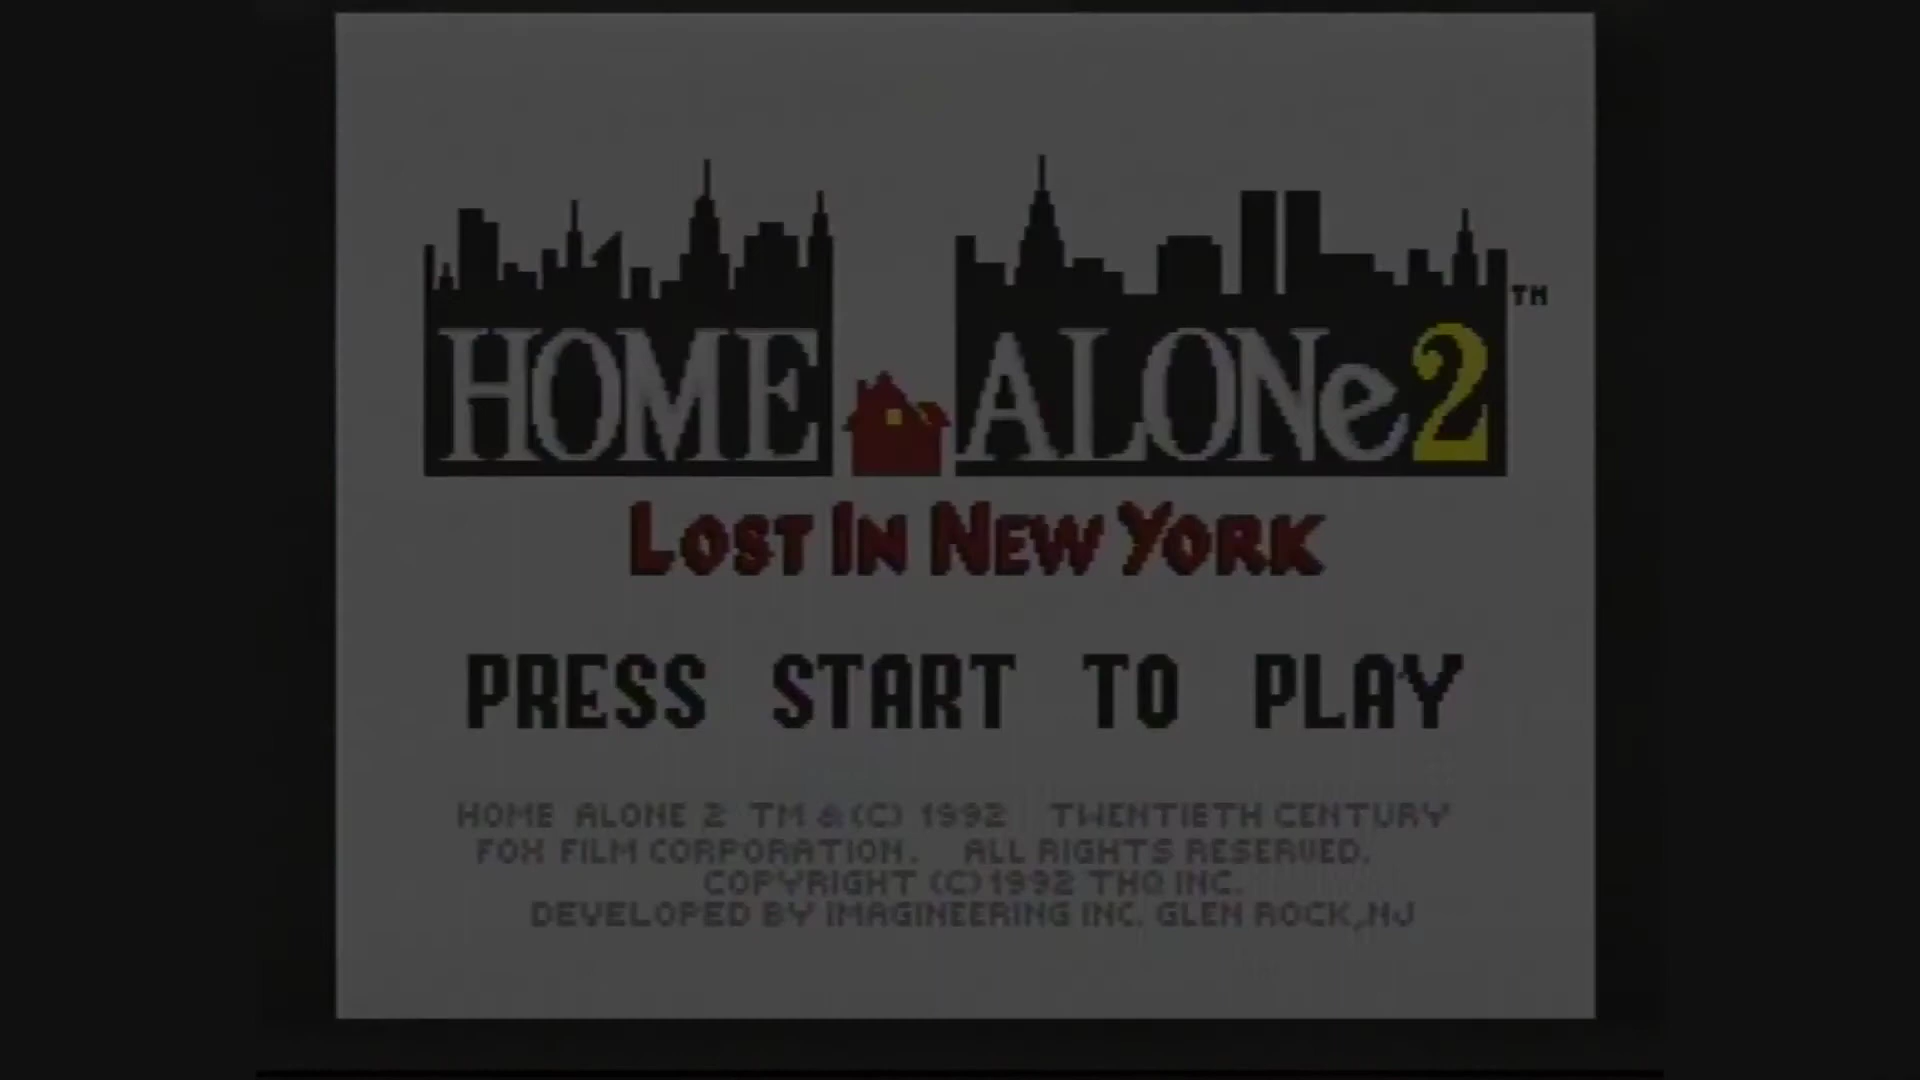 HOME ALONe 2 TM
LOST IN NEW YORK
PRESS START TO PLAY
HOME ALONE 2 TM & (C) 1992 TWENTIETH CENTURY
FOX FILM CORPORATION. ALL RIGHTS RESERVED.
COPYRIGHT (C) 1992 THQ INC.
DEVELOPED BY IMAGINEERING INC. GLEN ROCK, NJ